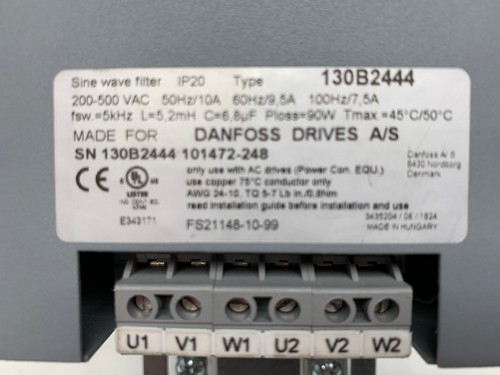 Sine wave filter IP20 Type 130B2444
200-500 VAC 50Hz/10A 60Hz/9,5A 100Hz/7,5A
fsw.=5kHz L=5,2mH C=6,8µF Ploss=90W Tmax.=45°C/50°C
MADE FOR DANFOSS DRIVES A/S
SN 130B2444 101472-248
Danfoss A/S
6430 Nordborg
Denmark
CE
UL
LISTED
only use with AC drives (Power Con. EQU.)
use copper 75°C conductor only
AWG 24-10, TQ 5-7 Lb In./0,8Nm
read installation guide before installation and use
E343171
FS21148-10-99
3435204 / 06 / 1824
MADE IN HUNGARY
U1 V1 W1 U2 V2 W2